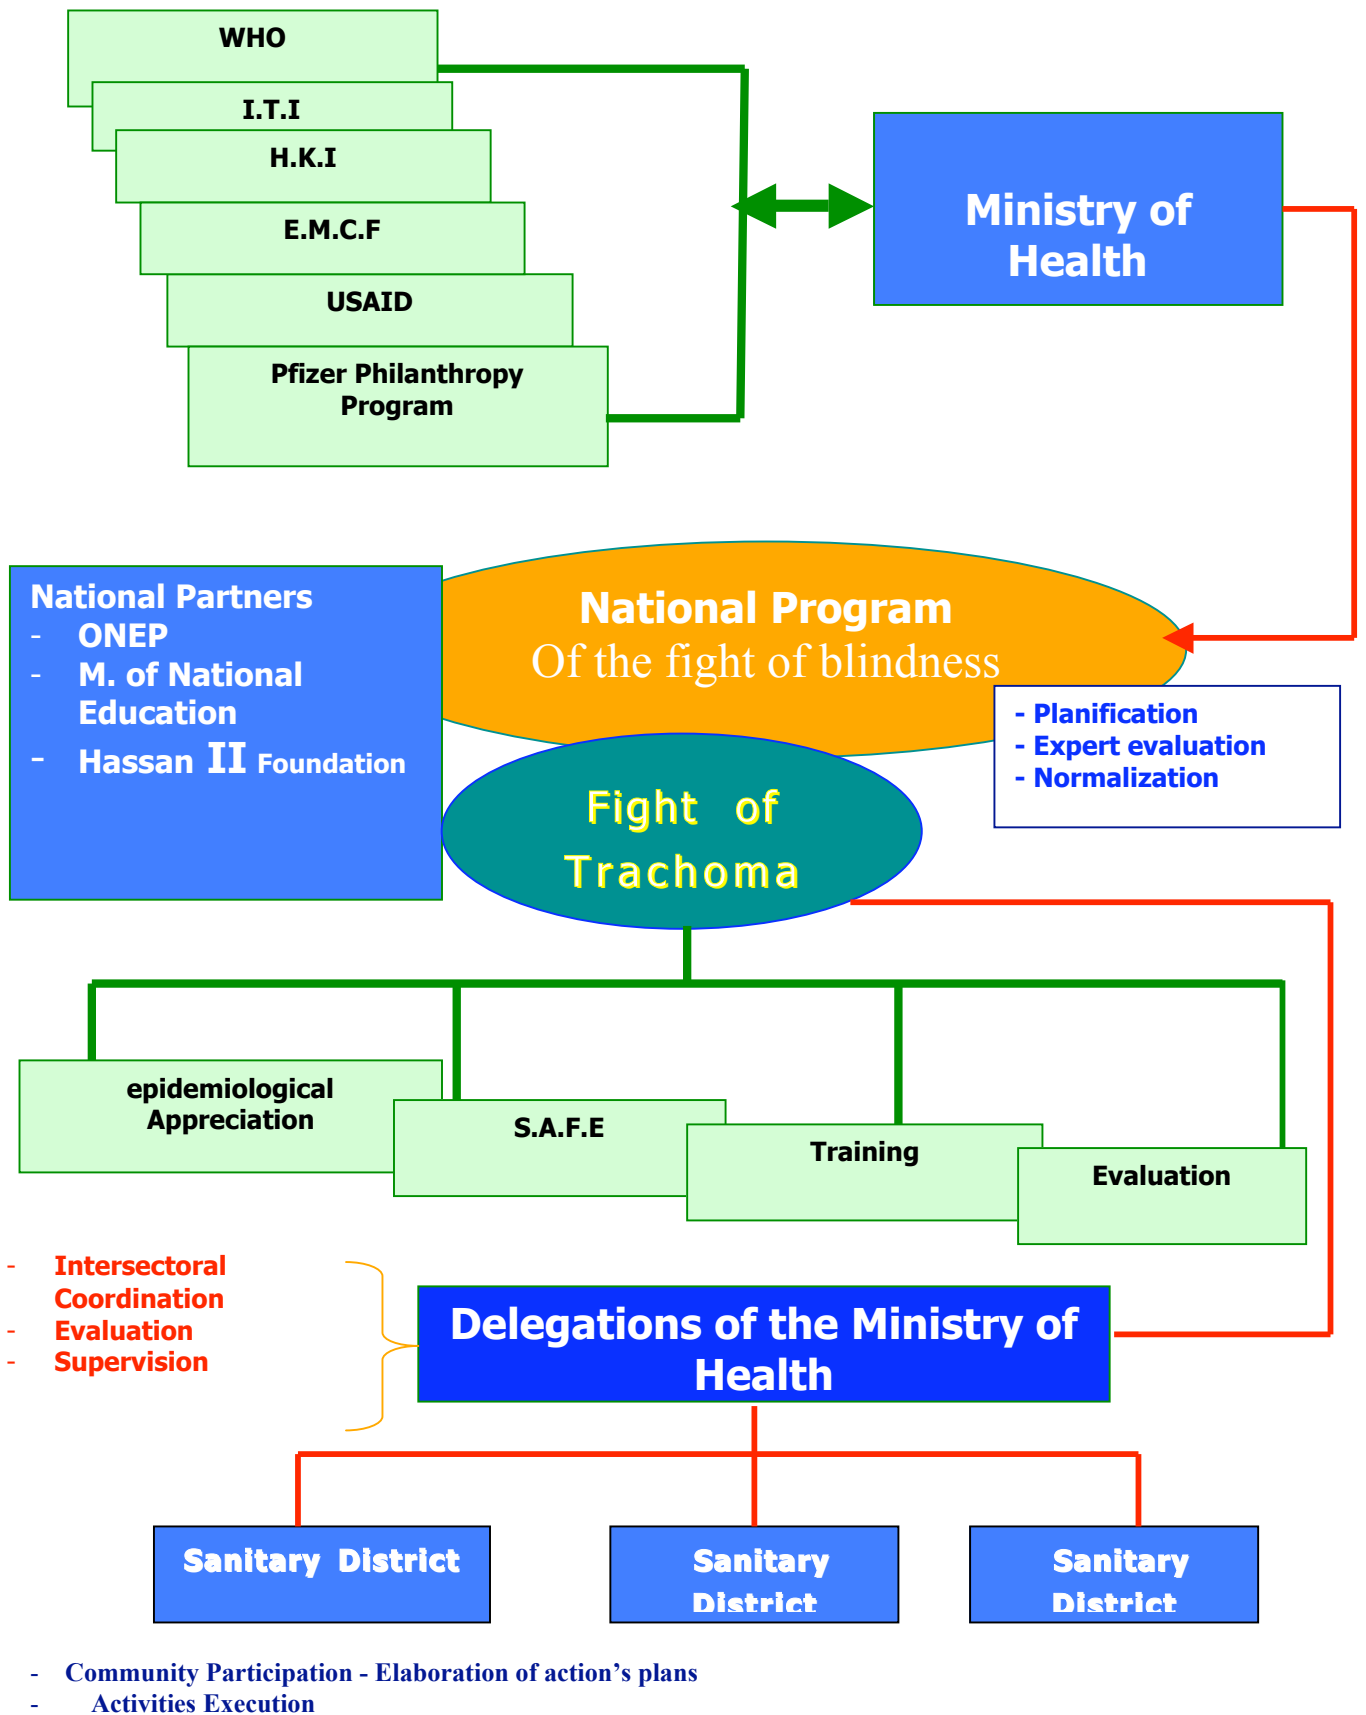 WHO
I.T.I
H.K.I
E.M.C.F
USAID
Pfizer Philanthropy
Program
Ministry of
Health
National Partners
- ONEP
- M. of National
Education
- Hassan II Foundation
National Program
Of the fight of blindness
- Planification
- Expert evaluation
- Normalization
Fight of
Trachoma
epidemiological
Appreciation
S.A.F.E
Training
Evaluation
- Intersectoral
Coordination
- Evaluation
- Supervision
Delegations of the Ministry of
Health
Sanitary District
Sanitary
District
Sanitary
District
- Community Participation - Elaboration of action's plans
- Activities Execution